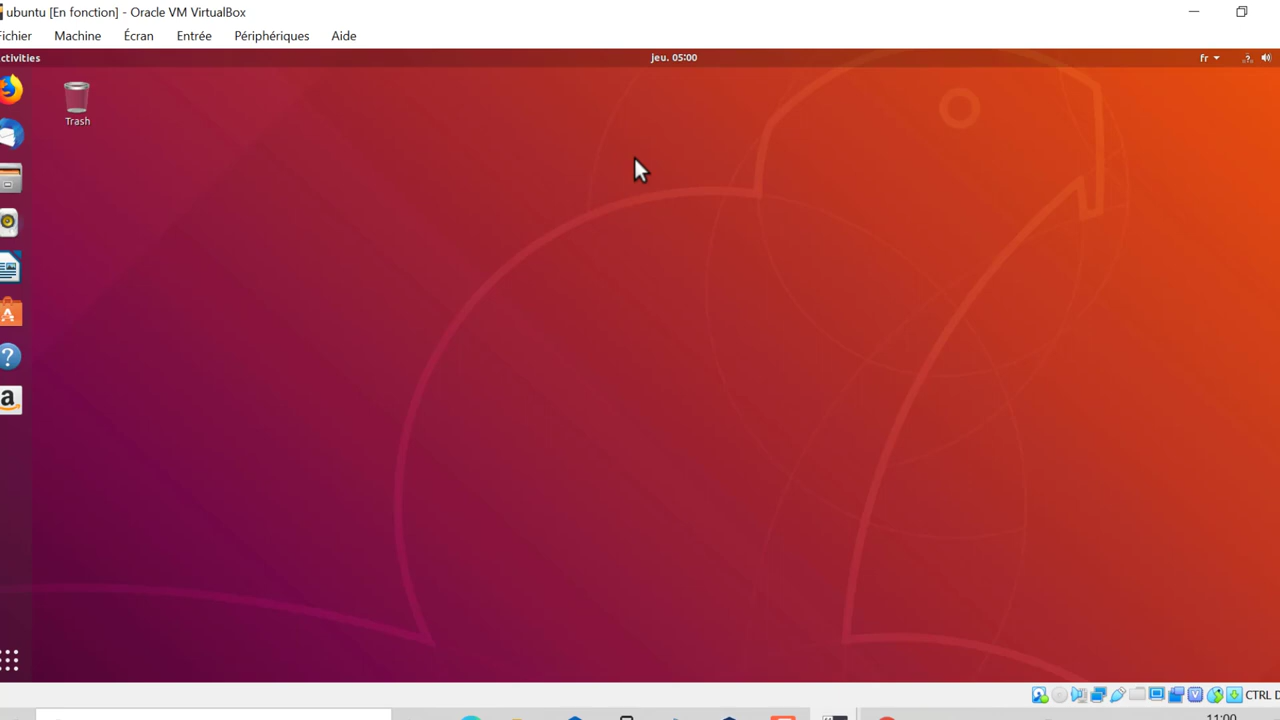 ubuntu [En fonction] - Oracle VM VirtualBox
Fichier Machine Écran Entrée Périphériques Aide
ctivities jeu. 05:00 fr
Trash
CTRL D
11:00